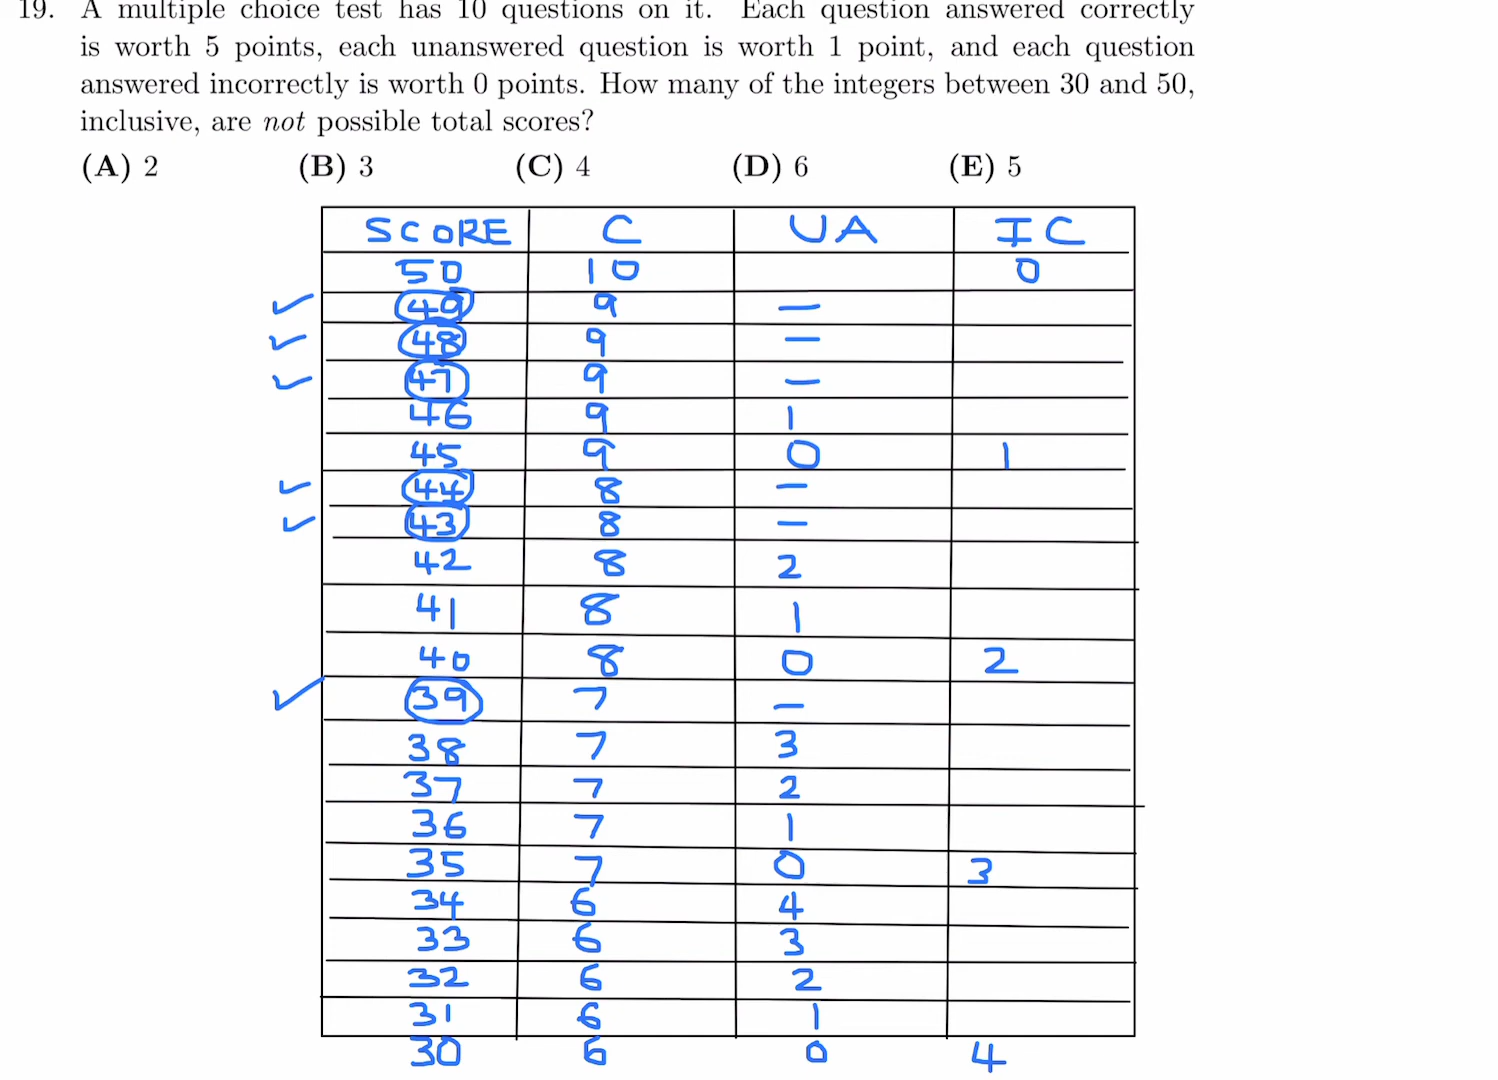 19. A multiple choice test has 10 questions on it. Each question answered correctly
is worth 5 points, each unanswered question is worth 1 point, and each question
answered incorrectly is worth 0 points. How many of the integers between 30 and 50,
inclusive, are not possible total scores?
(A) 2 (B) 3 (C) 4 (D) 6 (E) 5
SCORE C UA IC
50 10 0
✓ 49 9 —
✓ 48 9 —
✓ 47 9 —
46 9 1
45 9 0 1
✓ 44 8 —
✓ 43 8 —
42 8 2
41 8 1
40 8 0 2
✓ 39 7 —
38 7 3
37 7 2
36 7 1
35 7 0 3
34 6 4
33 6 3
32 6 2
31 6 1
30 6 0 4